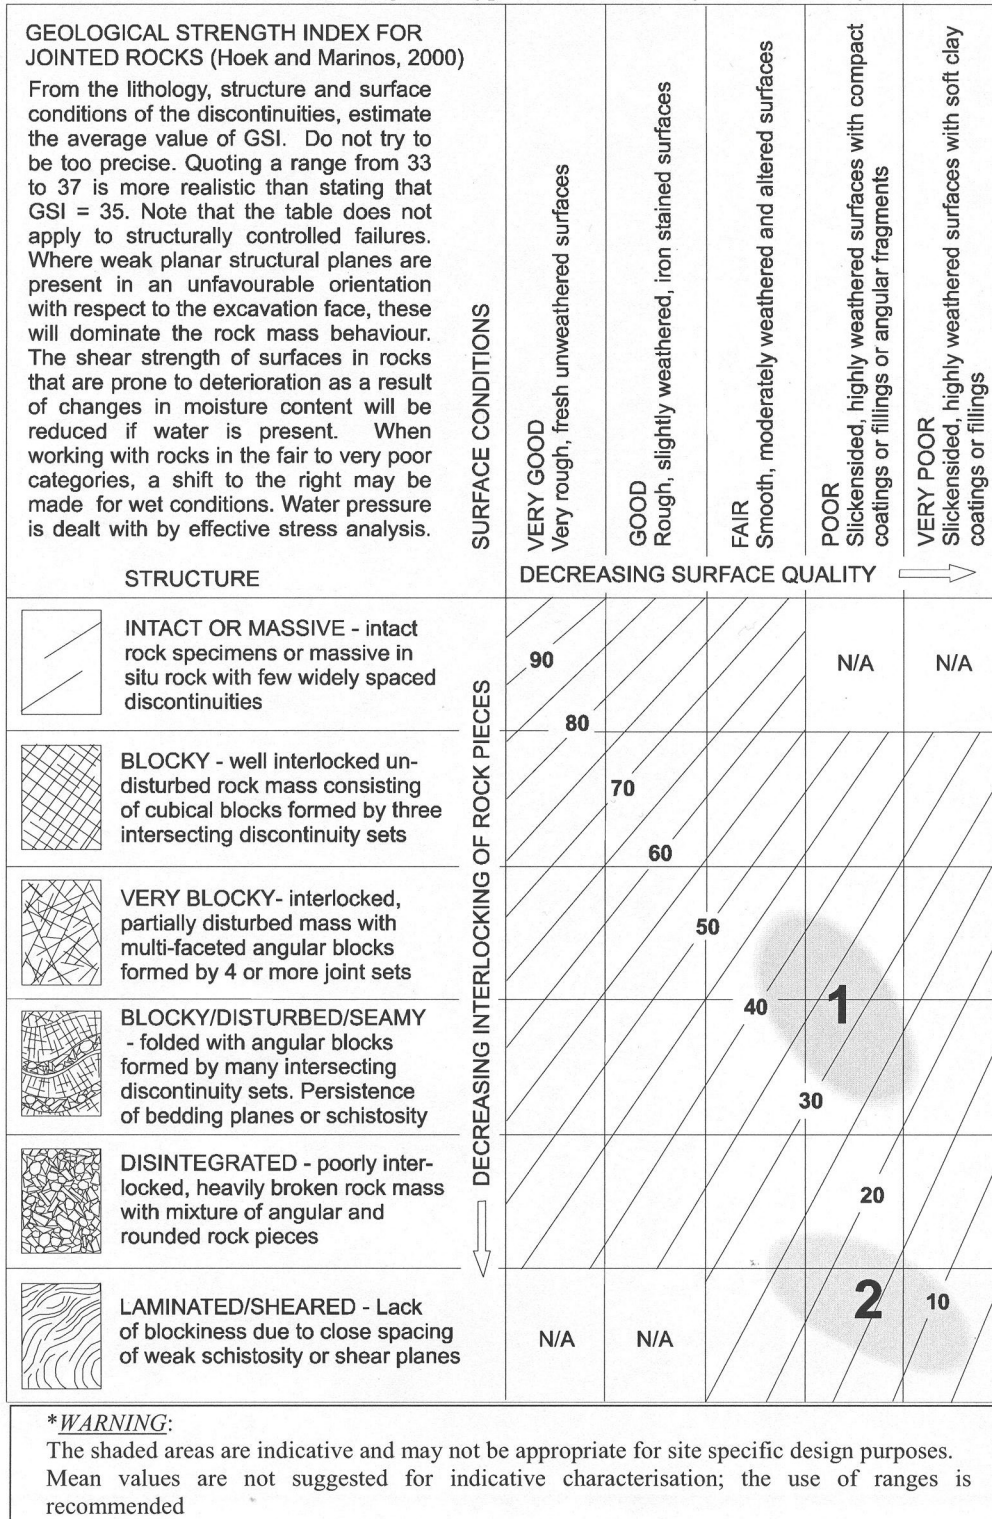 GEOLOGICAL STRENGTH INDEX FOR
JOINTED ROCKS (Hoek and Marinos, 2000)
From the lithology, structure and surface
conditions of the discontinuities, estimate
the average value of GSI. Do not try to
be too precise. Quoting a range from 33
to 37 is more realistic than stating that
GSI = 35. Note that the table does not
apply to structurally controlled failures.
Where weak planar structural planes are
present in an unfavourable orientation
with respect to the excavation face, these
will dominate the rock mass behaviour.
The shear strength of surfaces in rocks
that are prone to deterioration as a result
of changes in moisture content will be
reduced if water is present. When
working with rocks in the fair to very poor
categories, a shift to the right may be
made for wet conditions. Water pressure
is dealt with by effective stress analysis.
STRUCTURE
SURFACE CONDITIONS
VERY GOOD
Very rough, fresh unweathered surfaces
GOOD
Rough, slightly weathered, iron stained surfaces
FAIR
Smooth, moderately weathered and altered surfaces
POOR
Slickensided, highly weathered surfaces with compact
coatings or fillings or angular fragments
VERY POOR
Slickensided, highly weathered surfaces with soft clay
coatings or fillings
DECREASING SURFACE QUALITY
INTACT OR MASSIVE - intact
rock specimens or massive in
situ rock with few widely spaced
discontinuities
BLOCKY - well interlocked un-
disturbed rock mass consisting
of cubical blocks formed by three
intersecting discontinuity sets
VERY BLOCKY- interlocked,
partially disturbed mass with
multi-faceted angular blocks
formed by 4 or more joint sets
BLOCKY/DISTURBED/SEAMY
- folded with angular blocks
formed by many intersecting
discontinuity sets. Persistence
of bedding planes or schistosity
DISINTEGRATED - poorly inter-
locked, heavily broken rock mass
with mixture of angular and
rounded rock pieces
LAMINATED/SHEARED - Lack
of blockiness due to close spacing
of weak schistosity or shear planes
DECREASING INTERLOCKING OF ROCK PIECES
90
N/A
N/A
80
70
60
50
1
40
30
20
2
10
N/A
N/A
*WARNING:
The shaded areas are indicative and may not be appropriate for site specific design purposes.
Mean values are not suggested for indicative characterisation; the use of ranges is
recommended